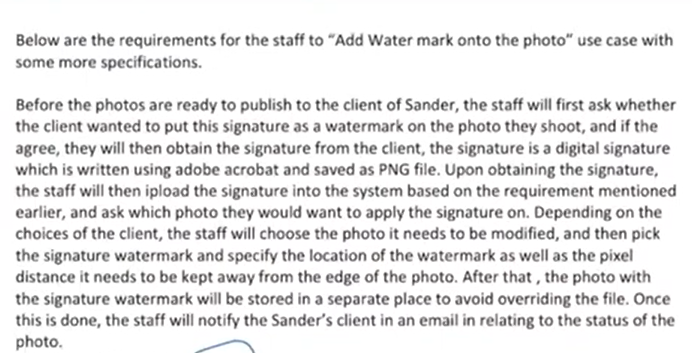 Below are the requirements for the staff to “Add Water mark onto the photo” use case with
some more specifications.
Before the photos are ready to publish to the client of Sander, the staff will first ask whether
the client wanted to put this signature as a watermark on the photo they shoot, and if the
agree, they will then obtain the signature from the client, the signature is a digital signature
which is written using adobe acrobat and saved as PNG file. Upon obtaining the signature,
the staff will then ipload the signature into the system based on the requirement mentioned
earlier, and ask which photo they would want to apply the signature on. Depending on the
choices of the client, the staff will choose the photo it needs to be modified, and then pick
the signature watermark and specify the location of the watermark as well as the pixel
distance it needs to be kept away from the edge of the photo. After that , the photo with
the signature watermark will be stored in a separate place to avoid overriding the file. Once
this is done, the staff will notify the Sander’s client in an email in relating to the status of the
photo.